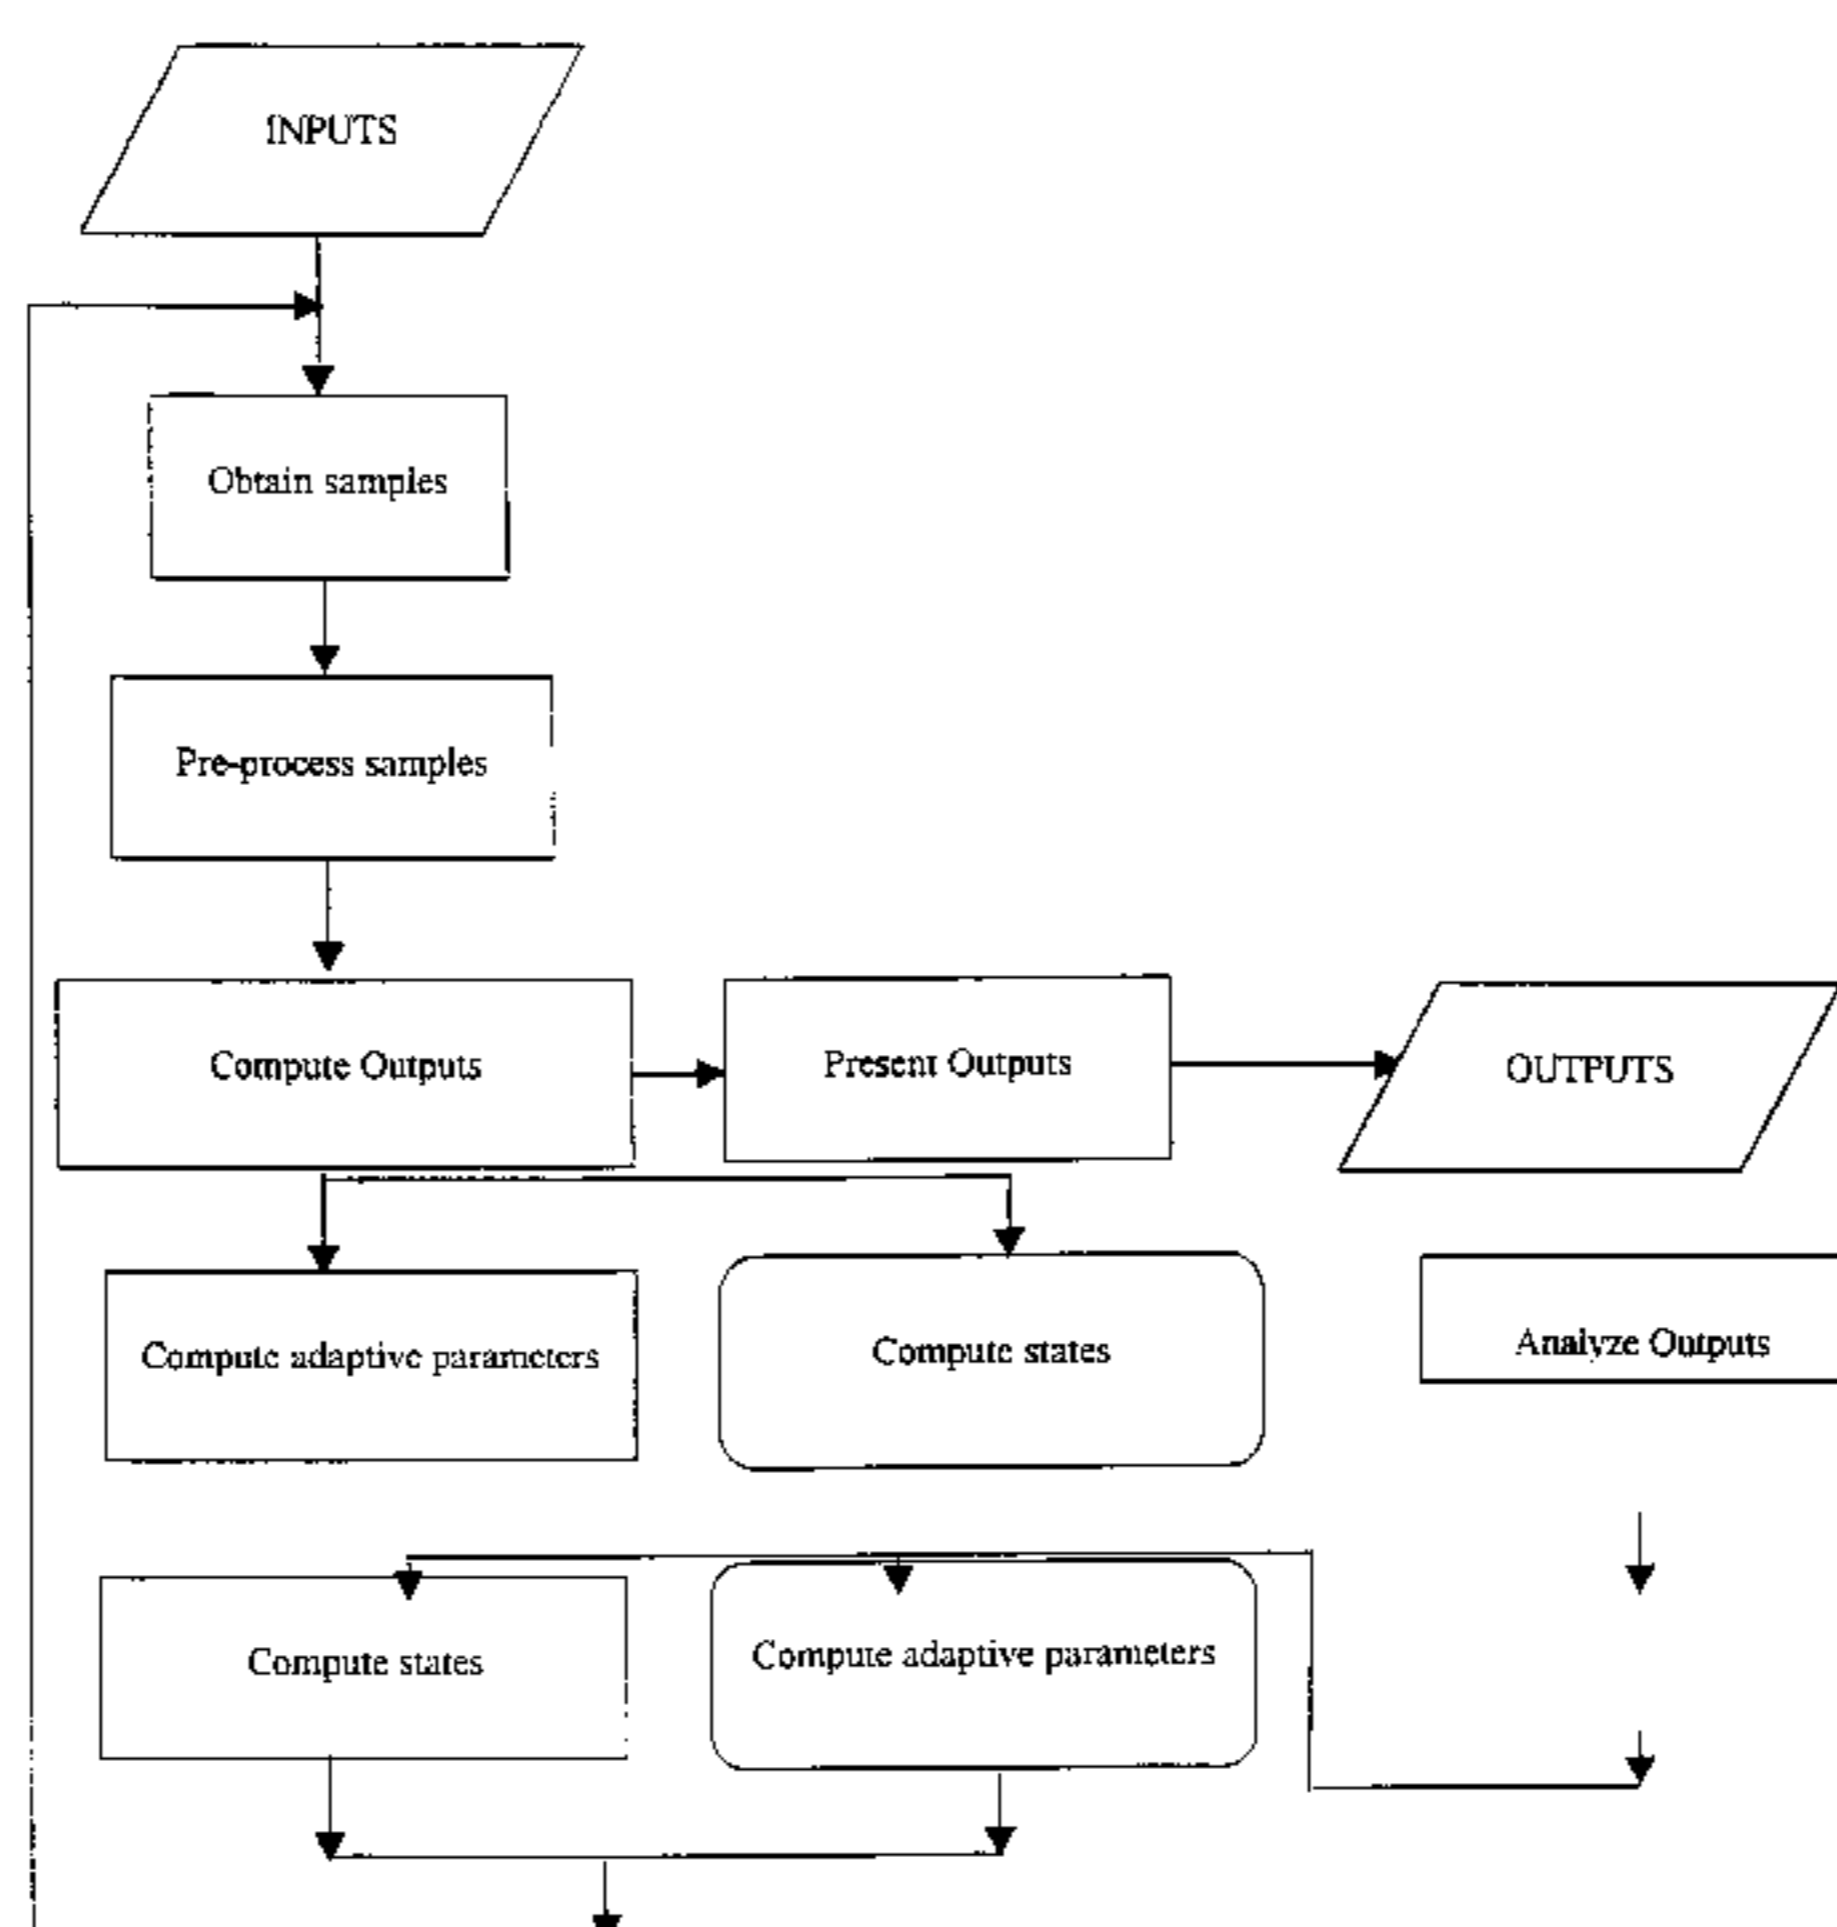 INPUTS
Obtain samples
Pre-process samples
Compute Outputs
Present Outputs
OUTPUTS
Compute adaptive parameters
Compute states
Analyze Outputs
Compute states
Compute adaptive parameters